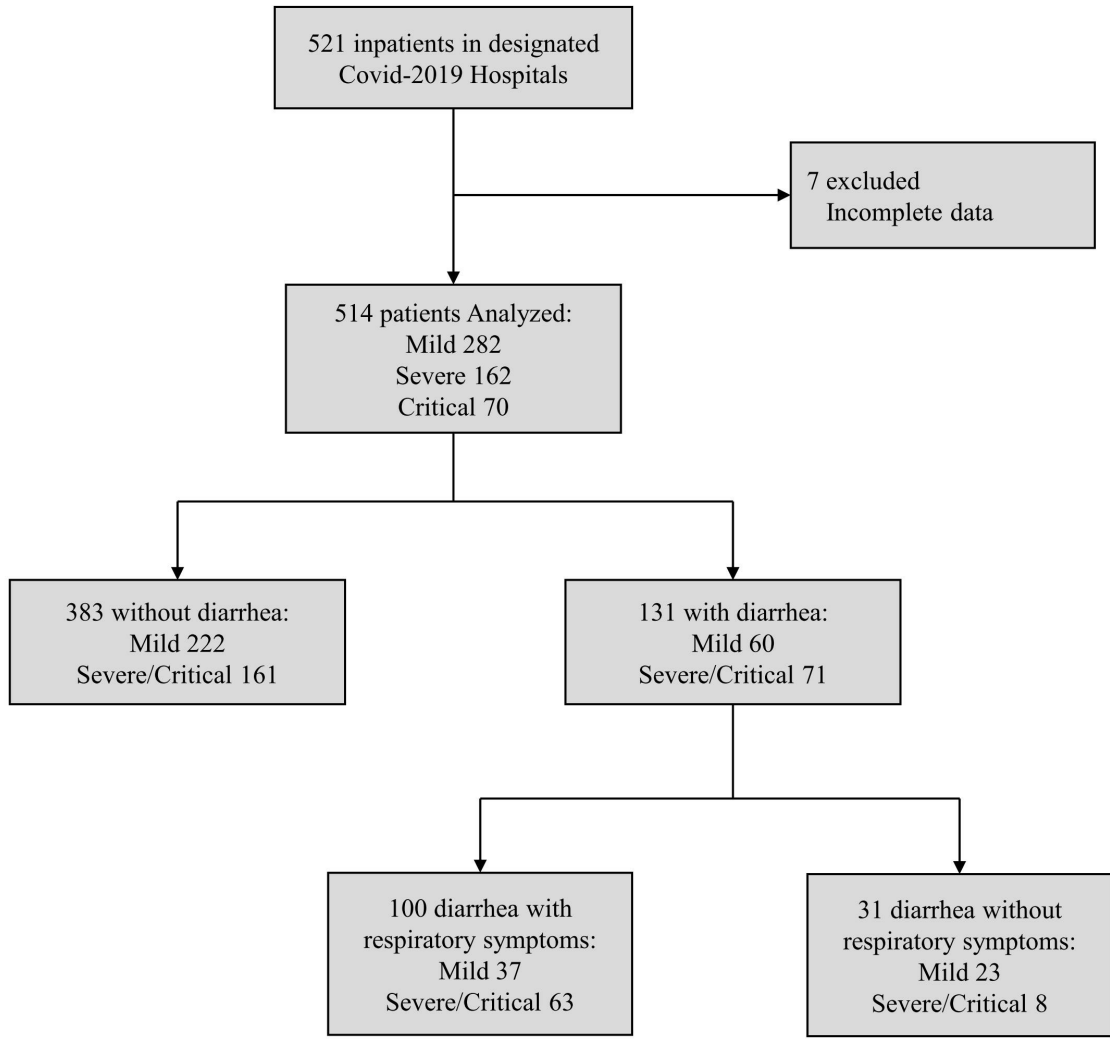 521 inpatients in designated
Covid-2019 Hospitals
7 excluded
Incomplete data
514 patients Analyzed:
Mild 282
Severe 162
Critical 70
383 without diarrhea:
Mild 222
Severe/Critical 161
131 with diarrhea:
Mild 60
Severe/Critical 71
100 diarrhea with
respiratory symptoms:
Mild 37
Severe/Critical 63
31 diarrhea without
respiratory symptoms:
Mild 23
Severe/Critical 8